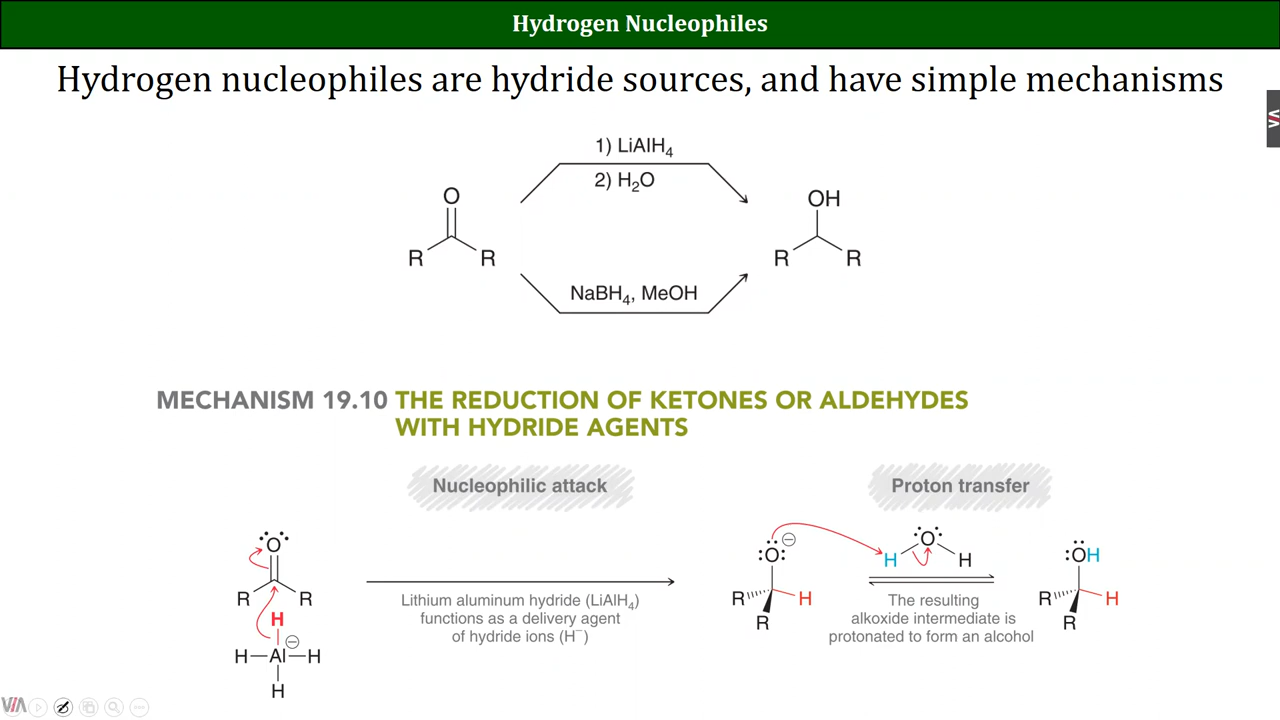 Hydrogen Nucleophiles
Hydrogen nucleophiles are hydride sources, and have simple mechanisms
1) LiAlH₄
2) H₂O
O
R R
OH
R R
NaBH₄, MeOH
MECHANISM 19.10 THE REDUCTION OF KETONES OR ALDEHYDES
WITH HYDRIDE AGENTS
Nucleophilic attack
Proton transfer
O
R R
H
H Al H
H
⊖
Lithium aluminum hydride (LiAlH₄)
functions as a delivery agent
of hydride ions (H⁻)
O ⊖
R H
R
H O H
The resulting
alkoxide intermediate is
protonated to form an alcohol
OH
R H
R
VIA
VIA